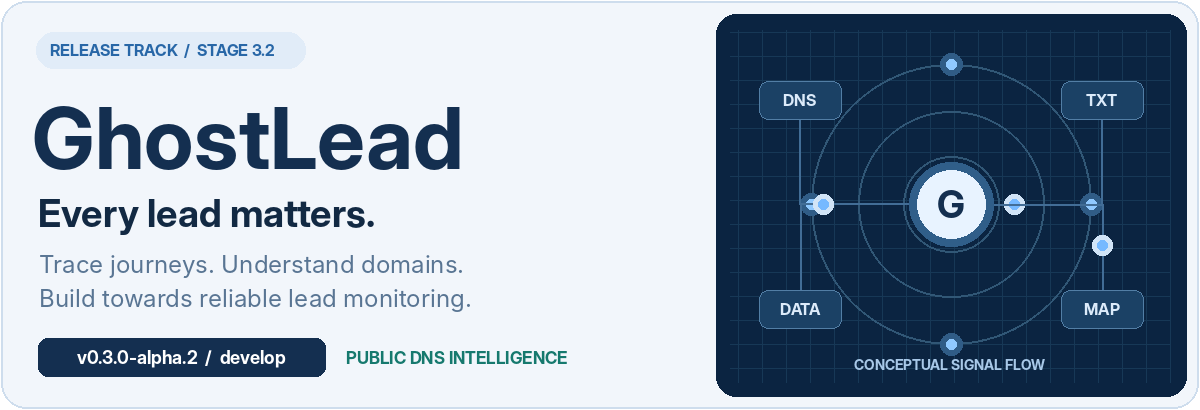 RELEASE TRACK / STAGE 3.2
GhostLead
Every lead matters.
Trace journeys. Understand domains.
Build towards reliable lead monitoring.
v0.3.0-alpha.2 / develop
PUBLIC DNS INTELLIGENCE
DNS
TXT
G
DATA
MAP
CONCEPTUAL SIGNAL FLOW